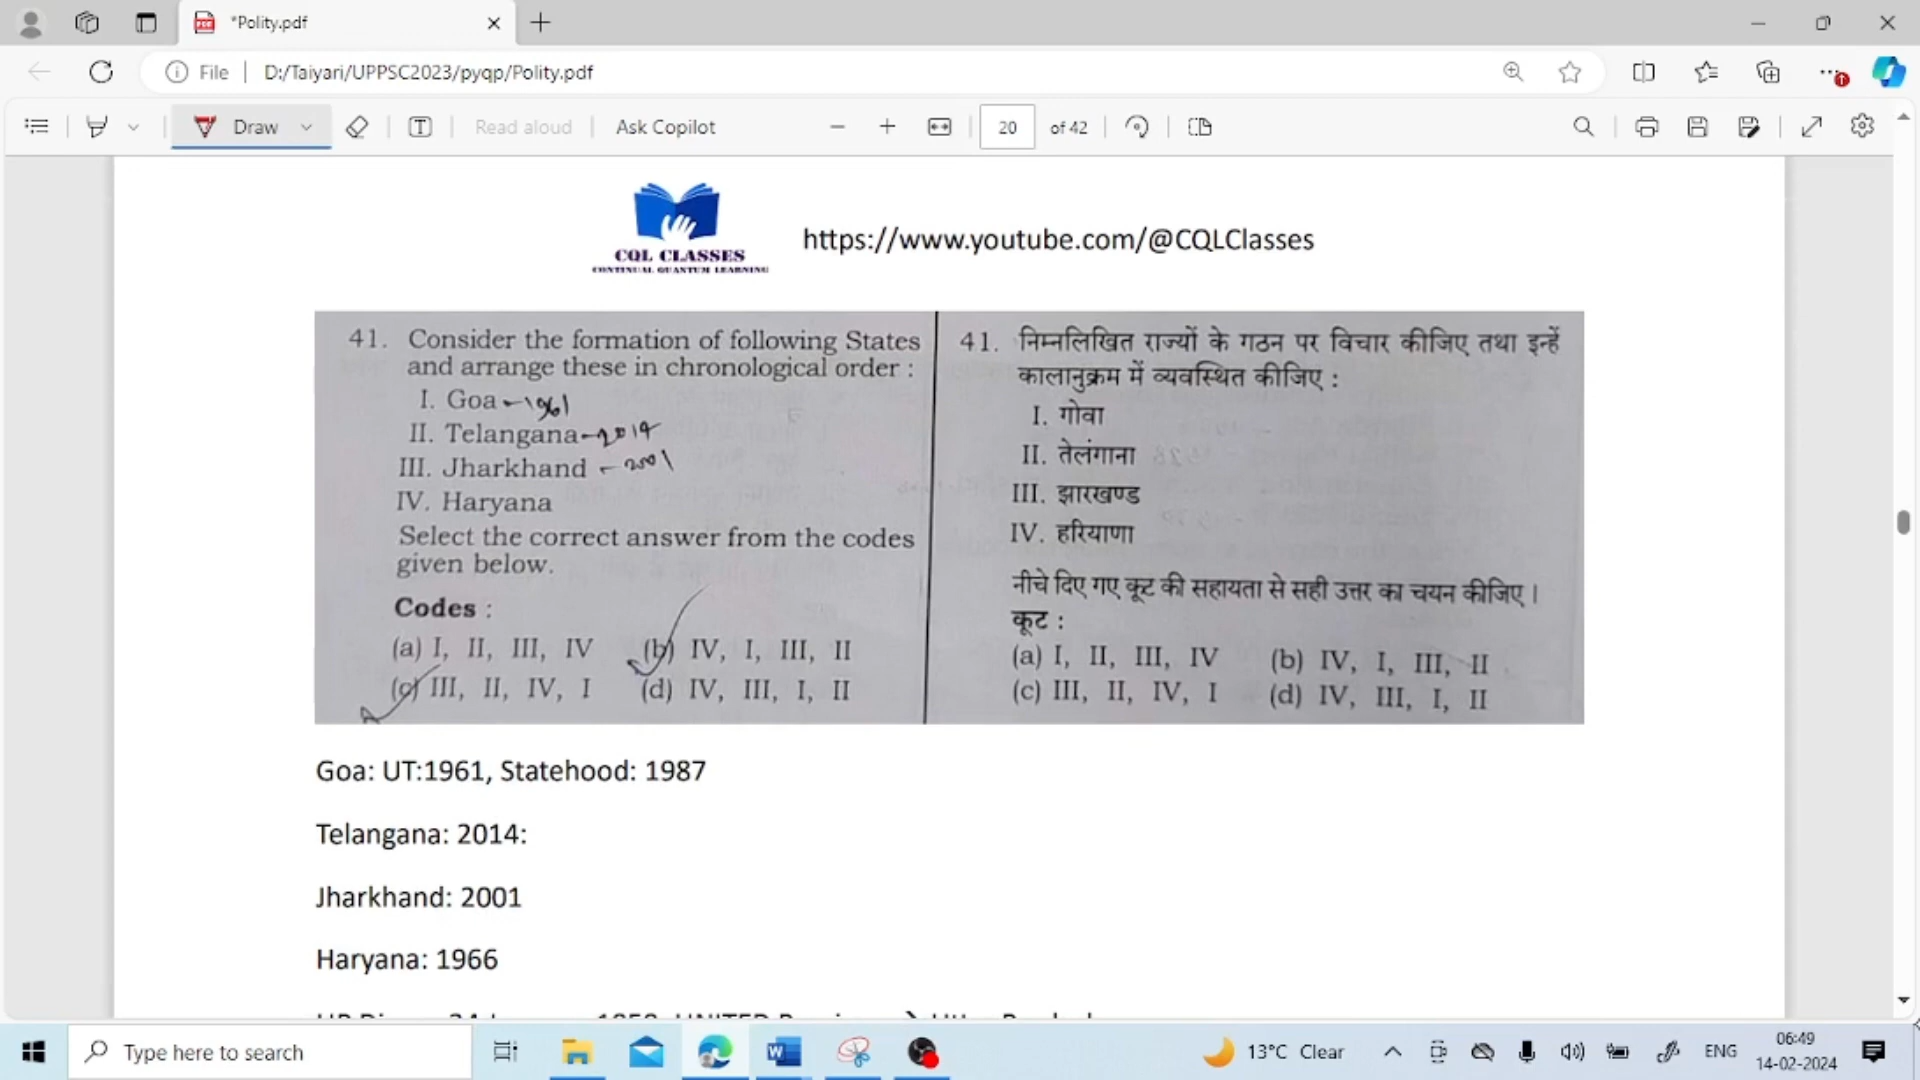 *Polity.pdf
File
D:/Taiyari/UPPSC2023/pyqp/Polity.pdf
Draw
Read aloud
Ask Copilot
20
of 42
CQL CLASSES
CONTINUAL QUANTUM LEARNING
https://www.youtube.com/@CQLClasses
41. Consider the formation of following States
and arrange these in chronological order :
I. Goa - 1961
II. Telangana - 2014
III. Jharkhand - 2001
IV. Haryana
Select the correct answer from the codes
given below.
Codes :
(a) I, II, III, IV (b) IV, I, III, II
(c) III, II, IV, I (d) IV, III, I, II
41. निम्नलिखित राज्यों के गठन पर विचार कीजिए तथा इन्हें
कालानुक्रम में व्यवस्थित कीजिए :
I. गोवा
II. तेलंगाना
III. झारखण्ड
IV. हरियाणा
नीचे दिए गए कूट की सहायता से सही उत्तर का चयन कीजिए।
कूट :
(a) I, II, III, IV (b) IV, I, III, II
(c) III, II, IV, I (d) IV, III, I, II
Goa: UT:1961, Statehood: 1987
Telangana: 2014:
Jharkhand: 2001
Haryana: 1966
Type here to search
13°C Clear
ENG
06:49
14-02-2024